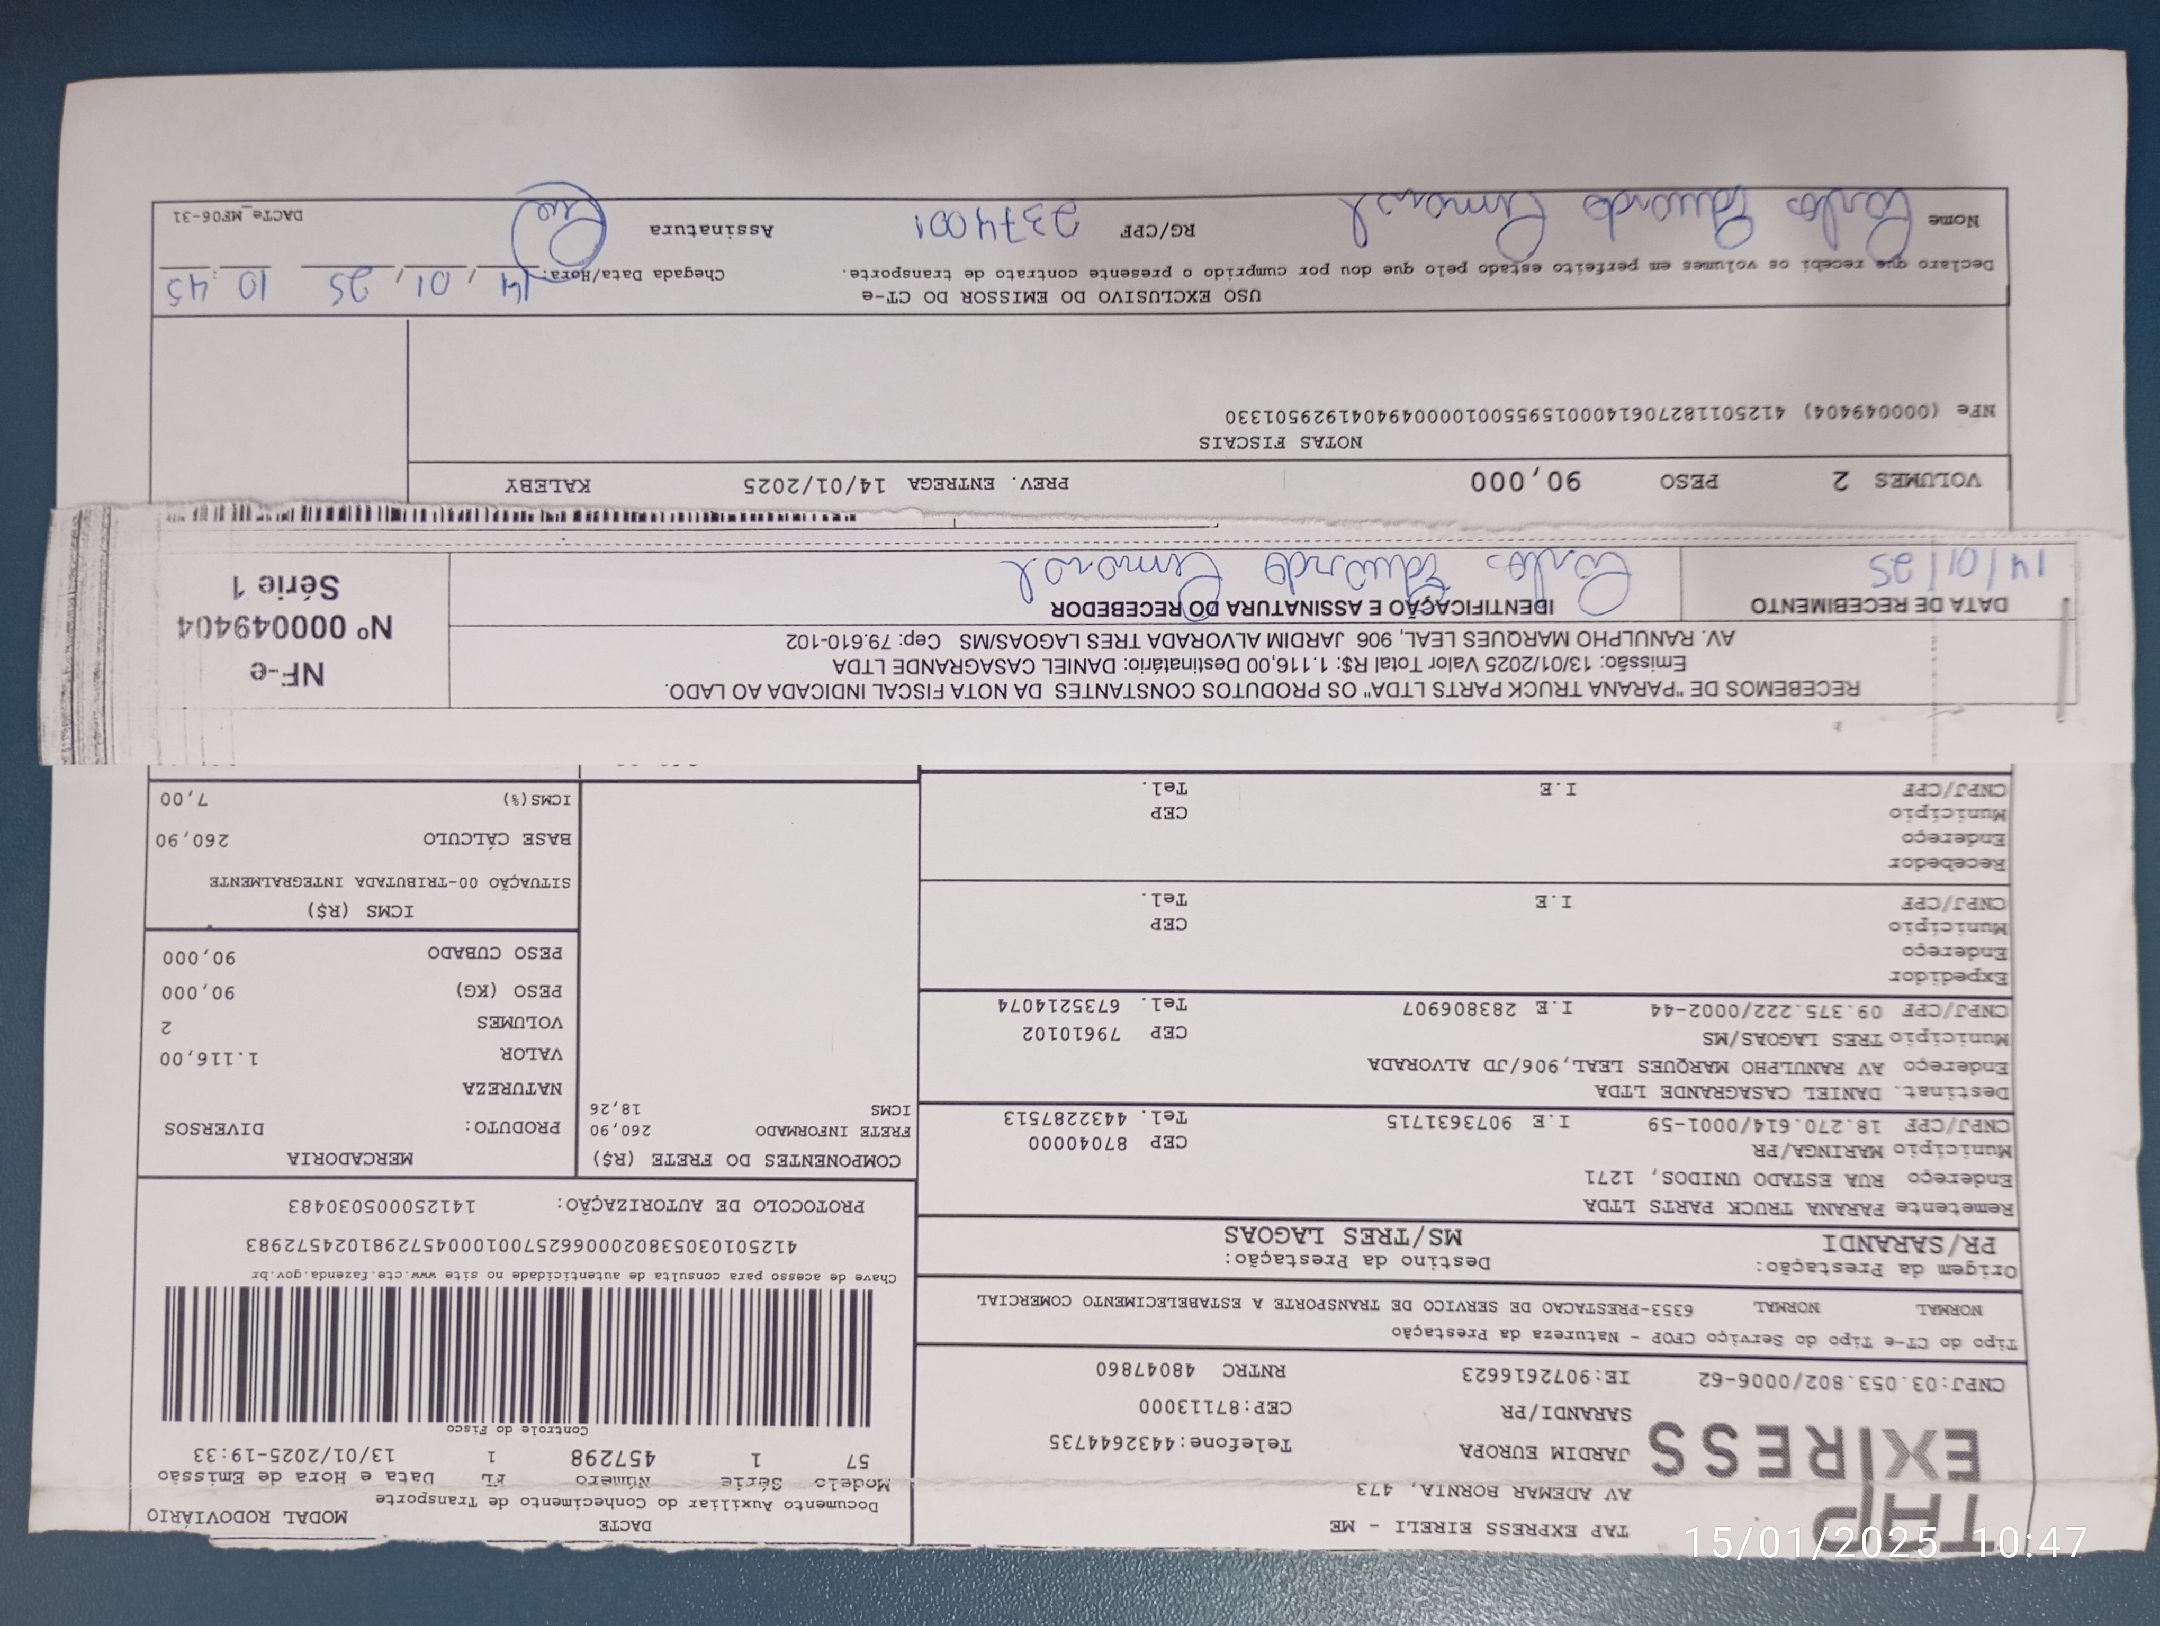 TAP EXPRESS
TAP EXPRESS EIRELI - ME
AV ADEMAR BORNIA, 473
JARDIM EUROPA Telefone:4432644735
SARANDI/PR CEP:87113000
CNPJ:03.053.802/0006-62 IE:9072616623 RNTRC 48047860
Tipo do CT-e Tipo do Serviço CFOP - Natureza da Prestação
NORMAL NORMAL 6353-PRESTACAO DE SERVICO DE TRANSPORTE A ESTABELECIMENTO COMERCIAL
Origem da Prestação: Destino da Prestação:
PR/SARANDI MS/TRES LAGOAS
Remetente PARANA TRUCK PARTS LTDA
Endereço RUA ESTADO UNIDOS, 1271
Município MARINGA/PR CEP 87040000
CNPJ/CPF 18.270.614/0001-59 I.E 9073631715 Tel. 4432287513
Destinat. DANIEL CASAGRANDE LTDA
Endereço AV RANULPHO MARQUES LEAL,906/JD ALVORADA
Município TRES LAGOAS/MS CEP 79610102
CNPJ/CPF 09.375.222/0002-44 I.E 283806907 Tel. 6735214074
Expedidor
Endereço
Município CEP
CNPJ/CPF I.E Tel.
Recebedor
Endereço
Município CEP
CNPJ/CPF I.E Tel.
DACTE MODAL RODOVIÁRIO
Documento Auxiliar do Conhecimento de Transporte
Modelo Série Número FL Data e Hora de Emissão
57 1 457298 1 13/01/2025-19:33
Controle do Fisco
Chave de acesso para consulta de autenticidade no site www.cte.fazenda.gov.br
41250103053802000662570010004572981024572983
PROTOCOLO DE AUTORIZAÇÃO: 141250005030483
COMPONENTES DO FRETE (R$)
FRETE INFORMADO 260,90
ICMS 18,26
MERCADORIA
PRODUTO: DIVERSOS
NATUREZA
VALOR 1.116,00
VOLUMES 2
PESO (KG) 90,000
PESO CUBADO 90,000
ICMS (R$)
SITUAÇÃO 00-TRIBUTADA INTEGRALMENTE
BASE CÁLCULO 260,90
ICMS(%) 7,00
RECEBEMOS DE "PARANA TRUCK PARTS LTDA" OS PRODUTOS CONSTANTES DA NOTA FISCAL INDICADA AO LADO.
Emissão: 13/01/2025 Valor Total R$: 1.116,00 Destinatário: DANIEL CASAGRANDE LTDA
AV. RANULPHO MARQUES LEAL, 906 JARDIM ALVORADA TRES LAGOAS/MS Cep: 79.610-102
DATA DE RECEBIMENTO IDENTIFICAÇÃO E ASSINATURA DO RECEBEDOR
14/01/25 Carlos Eduardo Amaral
NF-e
Nº 000049404
Série 1
VOLUMES 2 PESO 90,000 PREV. ENTREGA 14/01/2025 KALEBY
NOTAS FISCAIS
NFe (000049404) 41250118270614000159550010000494041929501330
USO EXCLUSIVO DO EMISSOR DO CT-e
Declaro que recebi os volumes em perfeito estado pelo que dou por cumprido o presente contrato de transporte. Chegada Data/Hora: 14/01/25 10:45
Nome Carlos Eduardo Amaral RG/CPF 2374001 Assinatura
DACTe_MF06-31
15/01/2025 10:47